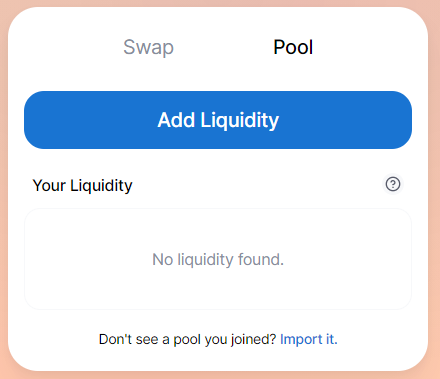 Swap Pool
Add Liquidity
Your Liquidity
No liquidity found.
Don't see a pool you joined? Import it.